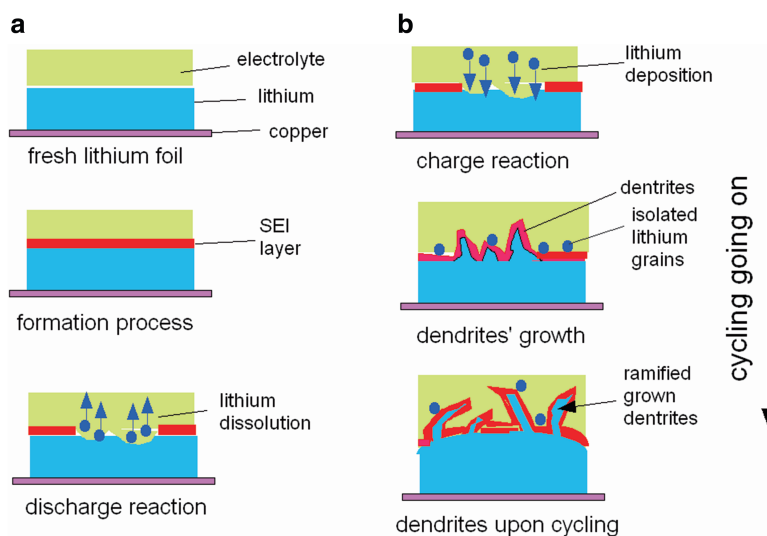 a
electrolyte
lithium
copper
fresh lithium foil
SEI
layer
formation process
lithium
dissolution
discharge reaction
b
lithium
deposition
charge reaction
dentrites
isolated
lithium
grains
dendrites' growth
ramified
grown
dentrites
dendrites upon cycling
cycling going on